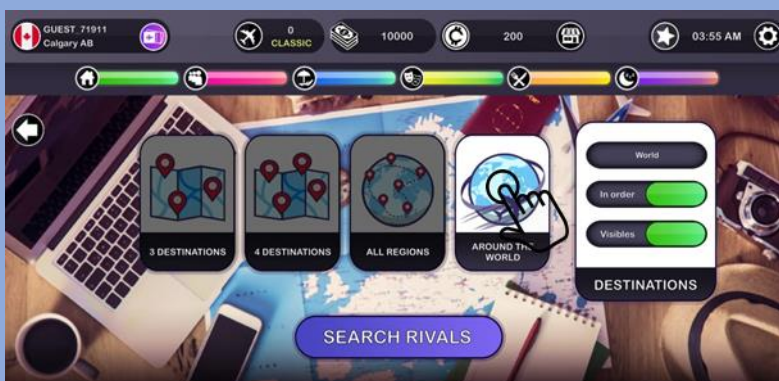 GUEST_71911
Calgary AB
0
CLASSIC
10000
200
03:55 AM
3 DESTINATIONS
4 DESTINATIONS
ALL REGIONS
AROUND THE
WORLD
World
In order
Visibles
DESTINATIONS
SEARCH RIVALS